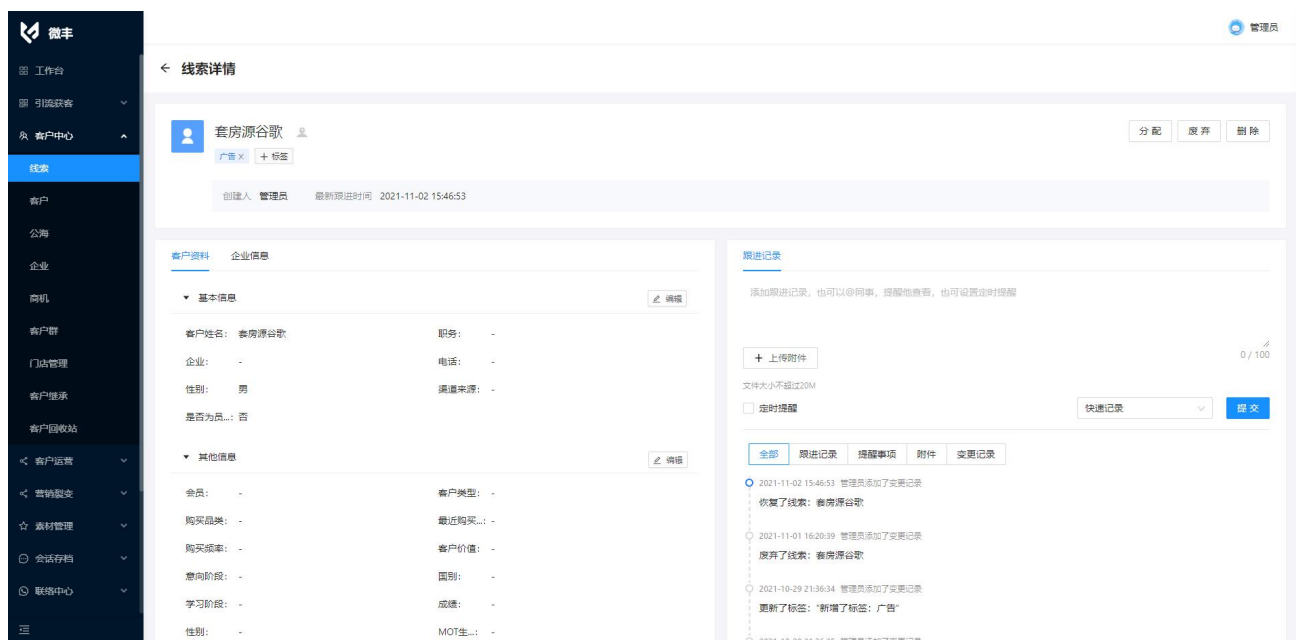 微丰
管理员
工作台
引流获客
客户中心
线索
客户
公海
企业
商机
客户群
门店管理
客户继承
客户回收站
客户运营
营销裂变
素材管理
会话存档
联络中心
← 线索详情
套房源谷歌
广告 x + 标签
分 配 废 弃 删 除
创建人 管理员 最新跟进时间 2021-11-02 15:46:53
客户资料 企业信息
基本信息 编辑
客户姓名: 套房源谷歌 职务: -
企业: - 电话: -
性别: 男 渠道来源: -
是否为员...: 否
其他信息 编辑
会员: - 客户类型: -
购买品类: - 最近购买...: -
购买频率: - 客户价值: -
意向阶段: - 国别: -
学习阶段: - 成绩: -
性别: - MOT生...: -
跟进记录
添加跟进记录，也可以@同事，提醒他查看，也可设置定时提醒
0 / 100
+ 上传附件
文件大小不超过20M
定时提醒 快速记录 提 交
全部 跟进记录 提醒事项 附件 变更记录
2021-11-02 15:46:53 管理员添加了变更记录
恢复了线索：套房源谷歌
2021-11-01 16:20:39 管理员添加了变更记录
废弃了线索：套房源谷歌
2021-10-29 21:36:34 管理员添加了变更记录
更新了标签："新增了标签：广告"